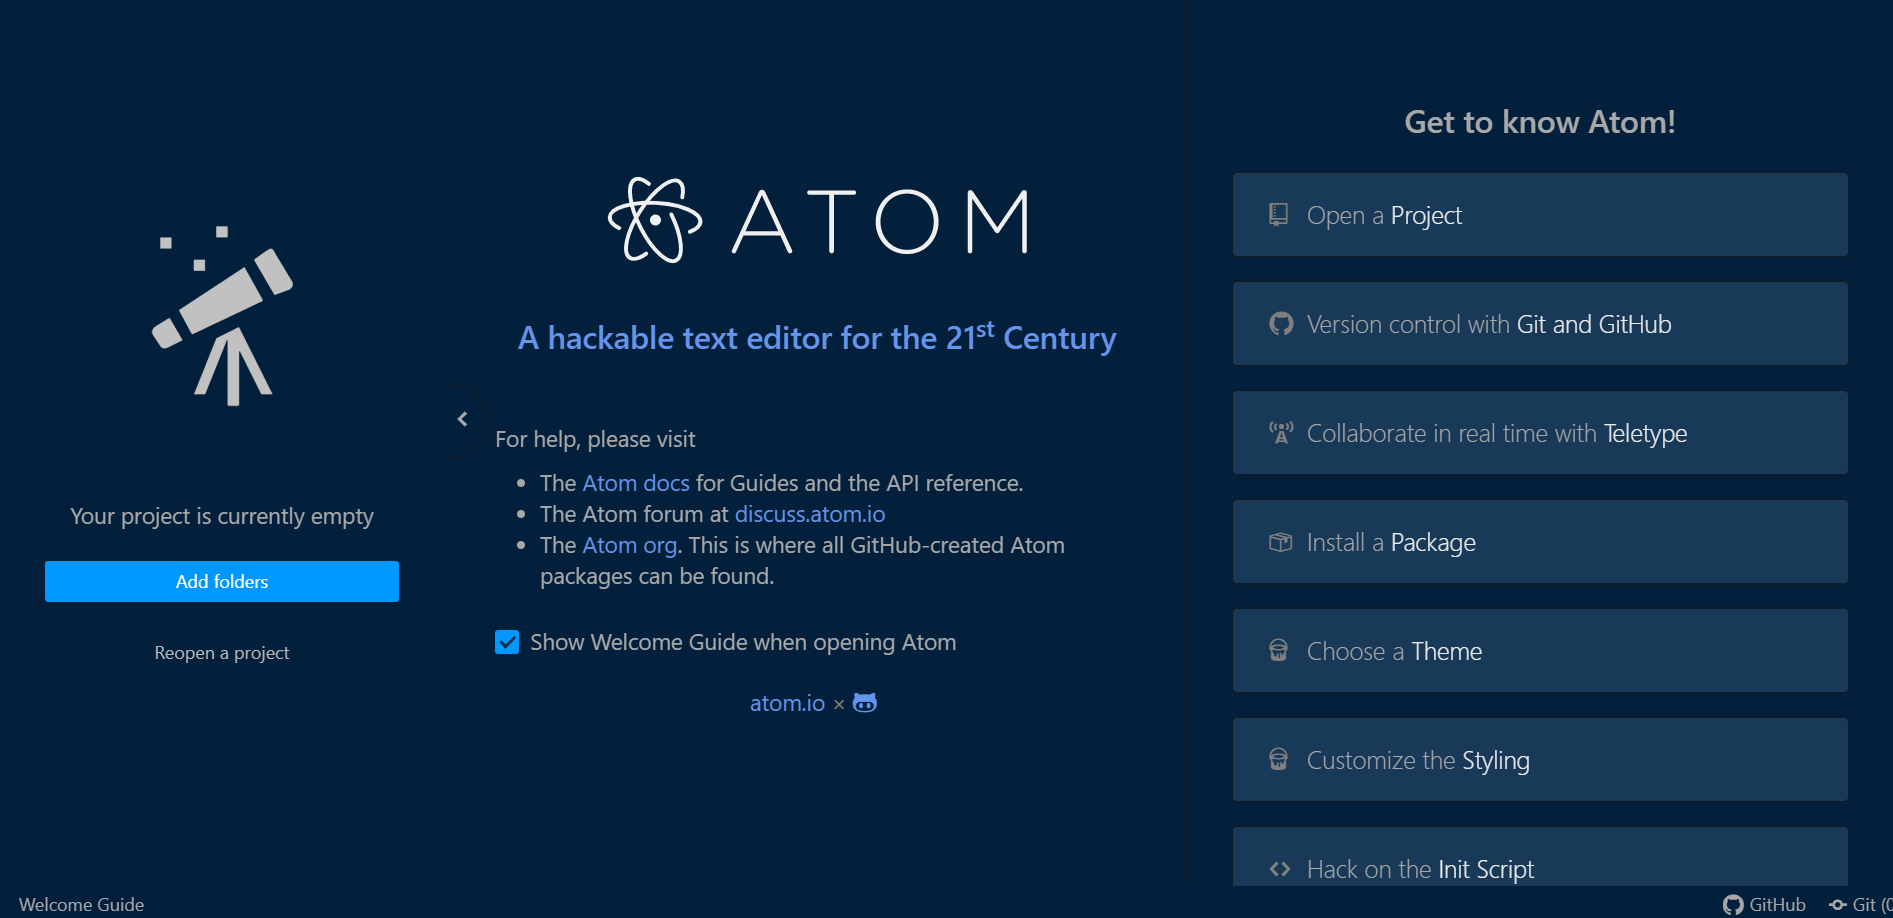 Your project is currently empty
Add folders
Reopen a project
ATOM
A hackable text editor for the 21st Century
For help, please visit
The Atom docs for Guides and the API reference.
The Atom forum at discuss.atom.io
The Atom org. This is where all GitHub-created Atom
packages can be found.
Show Welcome Guide when opening Atom
atom.io ×
Get to know Atom!
Open a Project
Version control with Git and GitHub
Collaborate in real time with Teletype
Install a Package
Choose a Theme
Customize the Styling
Hack on the Init Script
Welcome Guide
GitHub
Git (0